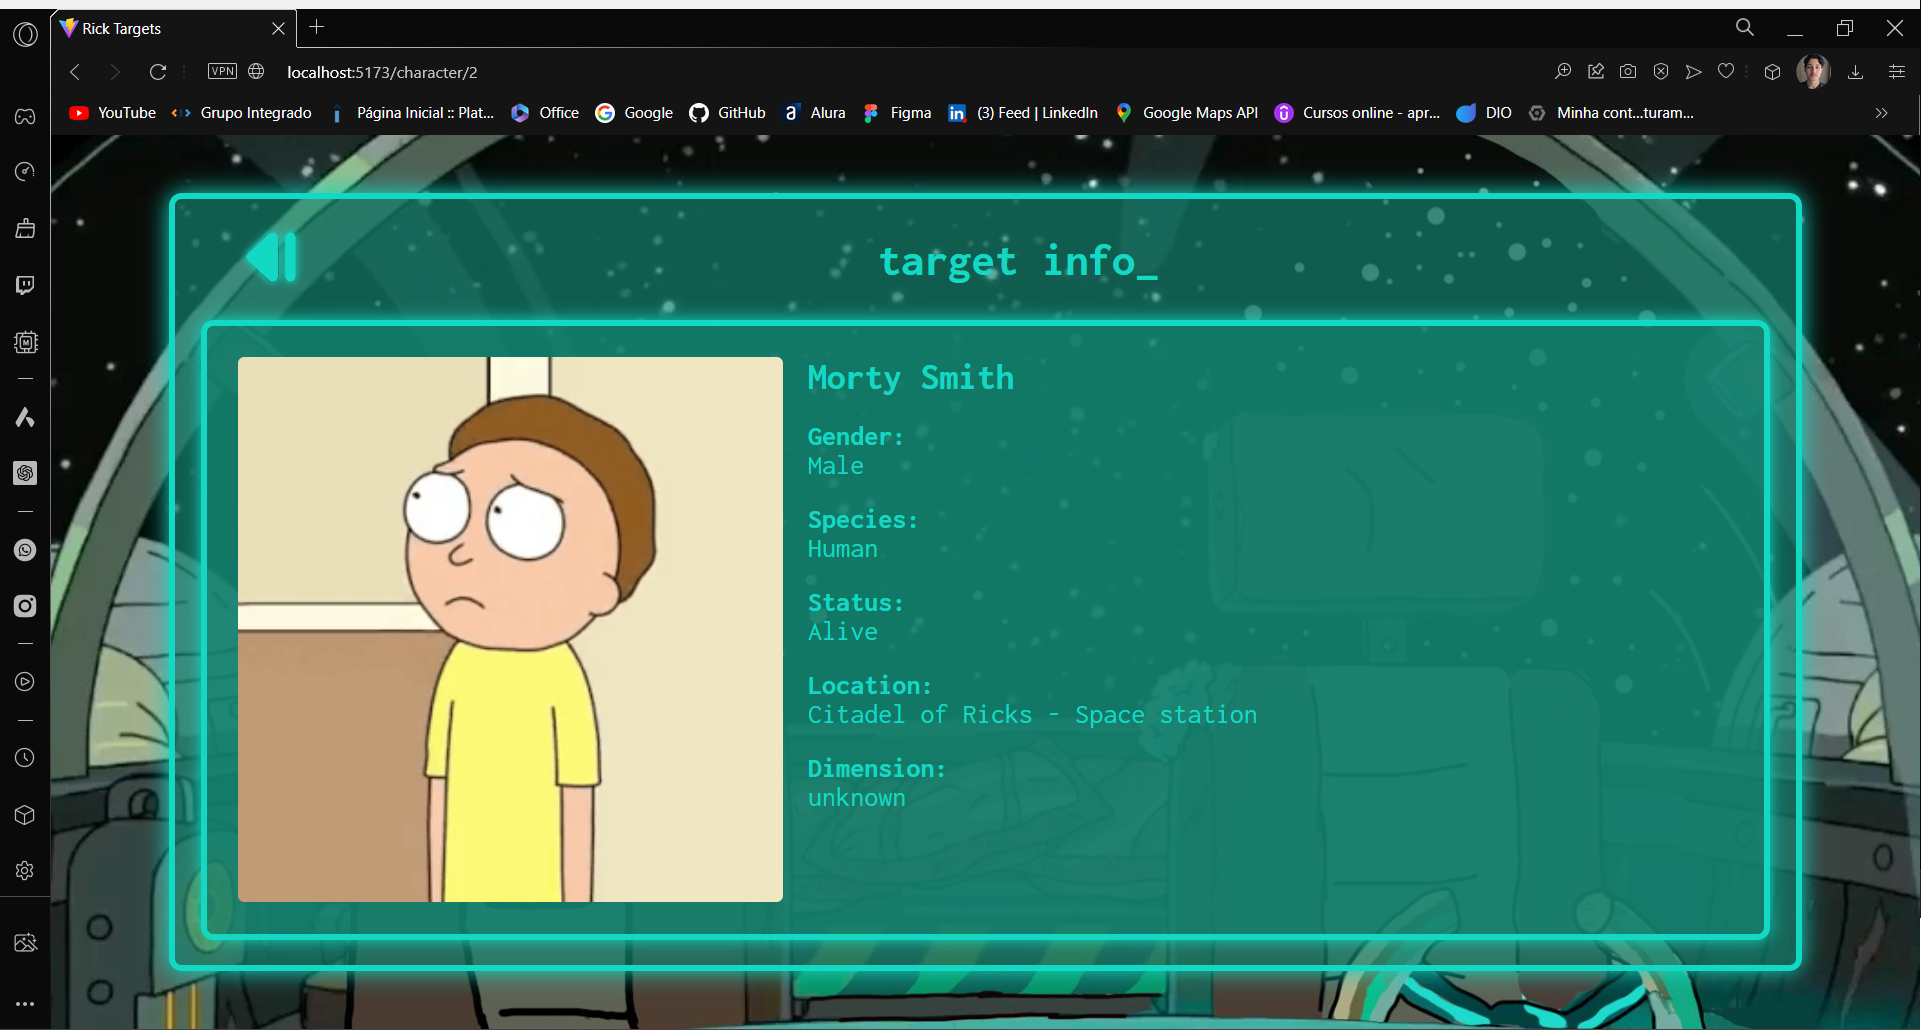 Rick Targets
VPN
localhost:5173/character/2
YouTube
Grupo Integrado
Página Inicial :: Plat...
Office
Google
GitHub
Alura
Figma
(3) Feed | LinkedIn
Google Maps API
Cursos online - apr...
DIO
Minha cont...turam...
target info_
Morty Smith
Gender:
Male
Species:
Human
Status:
Alive
Location:
Citadel of Ricks - Space station
Dimension:
unknown